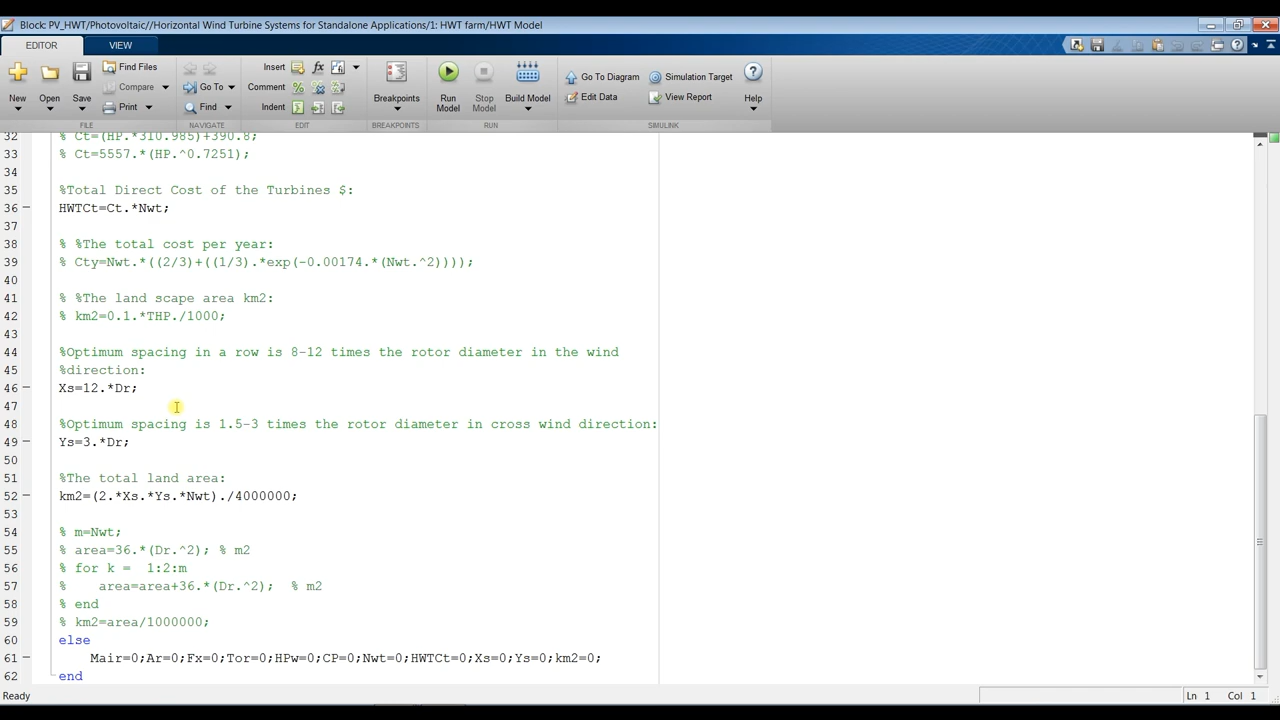 Block: PV_HWT/Photovoltaic//Horizontal Wind Turbine Systems for Standalone Applications/1: HWT farm/HWT Model
EDITOR VIEW
New Open Save Find Files Compare Print
FILE
Go To Find
NAVIGATE
Insert Comment Indent
EDIT
Breakpoints
BREAKPOINTS
Run Model Stop Model Build Model
RUN
Go To Diagram Simulation Target Edit Data View Report Help
SIMULINK
32 % Ct=(HP.*310.985)+390.8;
33 % Ct=5557.*(HP.^0.7251);
34
35 %Total Direct Cost of the Turbines $:
36 HWTCt=Ct.*Nwt;
37
38 % %The total cost per year:
39 % Cty=Nwt.*((2/3)+((1/3).*exp(-0.00174.*(Nwt.^2))));
40
41 % %The land scape area km2:
42 % km2=0.1.*THP./1000;
43
44 %Optimum spacing in a row is 8-12 times the rotor diameter in the wind
45 %direction:
46 Xs=12.*Dr;
47
48 %Optimum spacing is 1.5-3 times the rotor diameter in cross wind direction:
49 Ys=3.*Dr;
50
51 %The total land area:
52 km2=(2.*Xs.*Ys.*Nwt)./4000000;
53
54 % m=Nwt;
55 % area=36.*(Dr.^2); % m2
56 % for k = 1:2:m
57 % area=area+36.*(Dr.^2); % m2
58 % end
59 % km2=area/1000000;
60 else
61 Mair=0;Ar=0;Fx=0;Tor=0;HPw=0;CP=0;Nwt=0;HWTCt=0;Xs=0;Ys=0;km2=0;
62 end
Ready Ln 1 Col 1